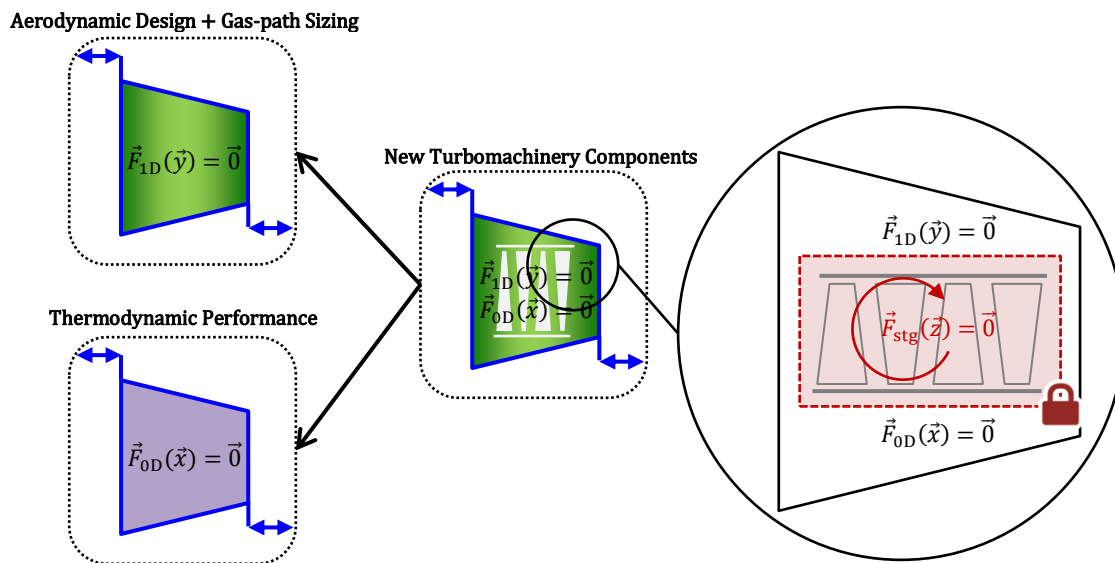 Aerodynamic Design + Gas-path Sizing
F⃗1D(y⃗) = 0⃗
Thermodynamic Performance
F⃗0D(x⃗) = 0⃗
New Turbomachinery Components
F⃗1D(y⃗) = 0⃗
F⃗0D(x⃗) = 0⃗
F⃗1D(y⃗) = 0⃗
F⃗stg(z⃗) = 0⃗
F⃗0D(x⃗) = 0⃗